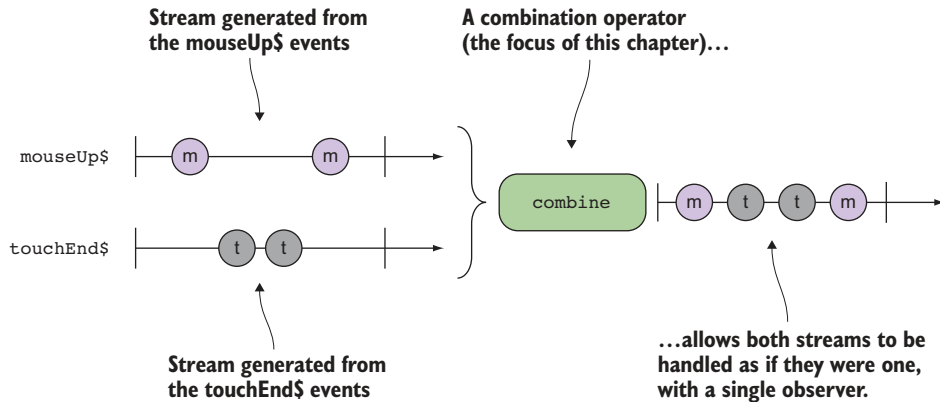 Stream generated from
the mouseUp$ events
A combination operator
(the focus of this chapter)…
mouseUp$
m
m
touchEnd$
t
t
combine
m
t
t
m
Stream generated from
the touchEnd$ events
…allows both streams to be
handled as if they were one,
with a single observer.